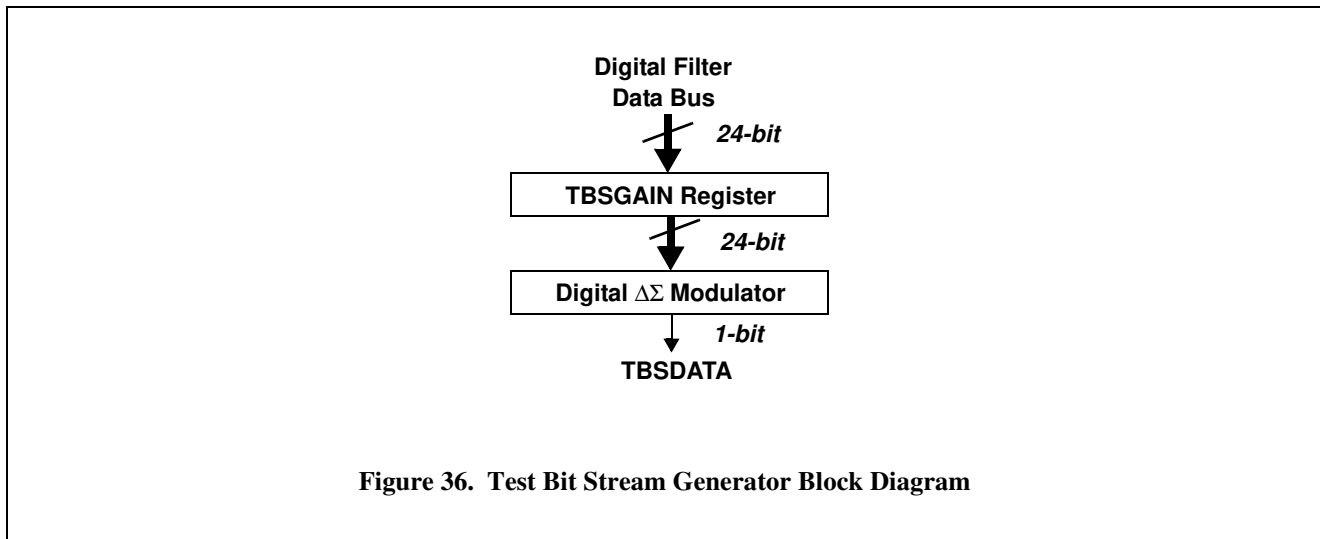 Digital Filter
Data Bus
24-bit
TBSGAIN Register
24-bit
Digital ΔΣ Modulator
1-bit
TBSDATA
Figure 36. Test Bit Stream Generator Block Diagram